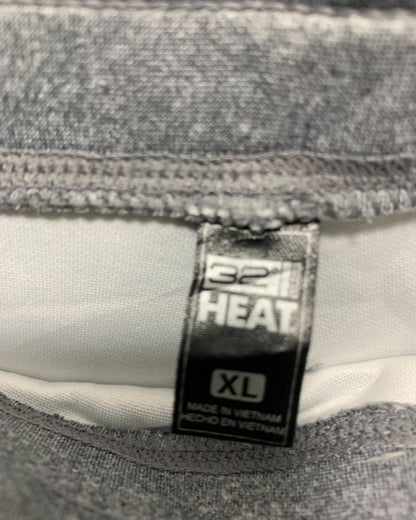 32°
HEAT
XL
MADE IN VIETNAM
HECHO EN VIETNAM